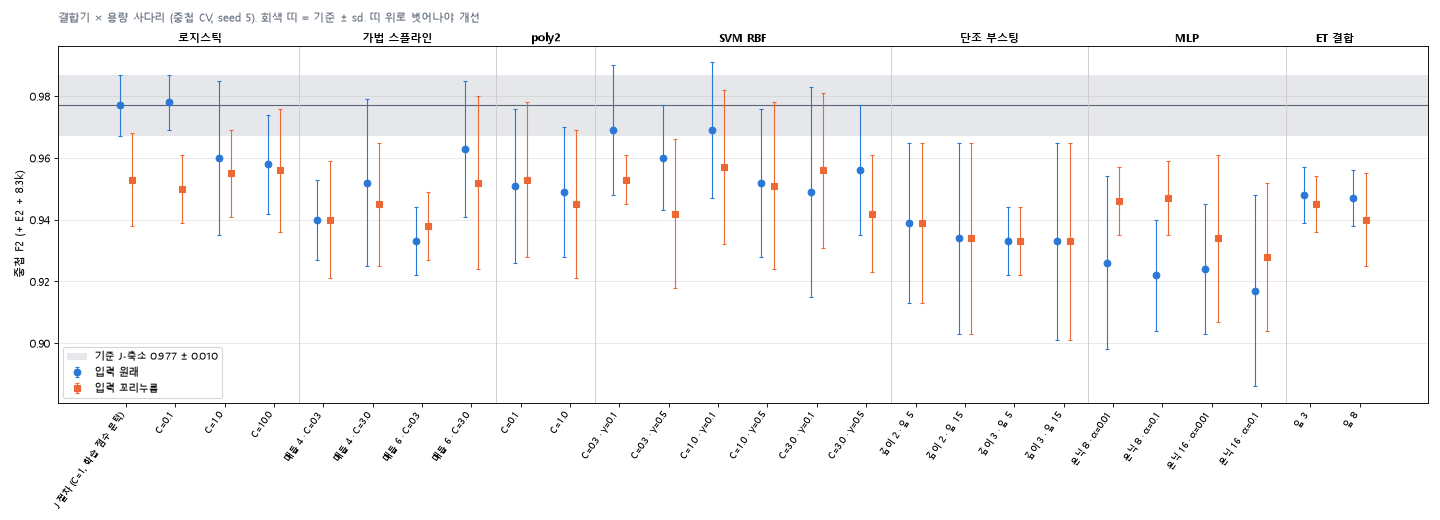 결합기 × 용량 사다리 (중첩 CV, seed 5). 회색 띠 = 기준 ± sd. 띠 위로 벗어나야 개선
로지스틱
가법 스플라인
poly2
SVM RBF
단조 부스팅
MLP
ET 결합
중첩 F2 (+ E2 + 83k)
0.98
0.96
0.94
0.92
0.90
기준 J-축소 0.977 ± 0.010
입력 원래
입력 꼬리누름
J 절차 (C=1, 학습 점수 문턱)
C=0.1
C=1.0
C=10.0
매듭 4 · C=0.3
매듭 4 · C=3.0
매듭 6 · C=0.3
매듭 6 · C=3.0
C=0.1
C=1.0
C=0.3 · γ=0.1
C=0.3 · γ=0.5
C=1.0 · γ=0.1
C=1.0 · γ=0.5
C=3.0 · γ=0.1
C=3.0 · γ=0.5
깊이 2 · 잎 5
깊이 2 · 잎 15
깊이 3 · 잎 5
깊이 3 · 잎 15
은닉 8 · α=0.01
은닉 8 · α=0.1
은닉 16 · α=0.01
은닉 16 · α=0.1
잎 3
잎 8